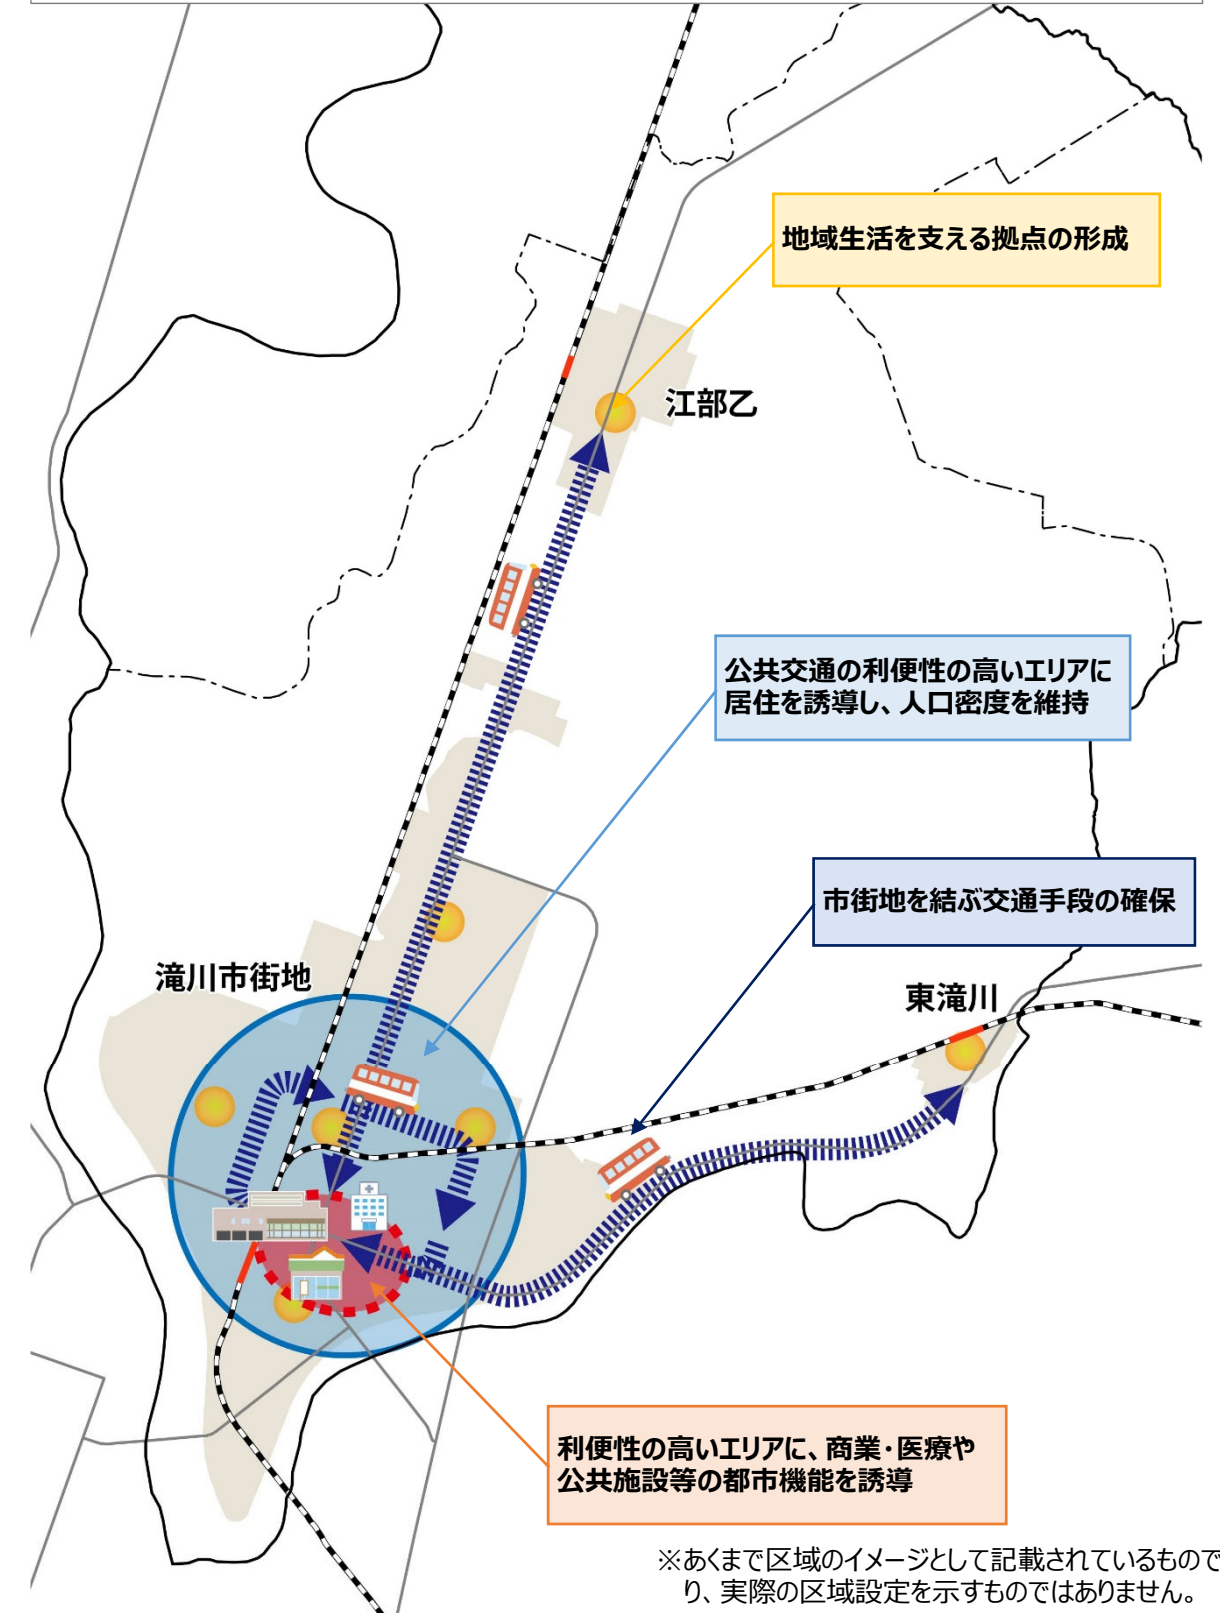 地域生活を支える拠点の形成
江部乙
公共交通の利便性の高いエリアに
居住を誘導し、人口密度を維持
市街地を結ぶ交通手段の確保
滝川市街地
東滝川
利便性の高いエリアに、商業・医療や
公共施設等の都市機能を誘導
※あくまで区域のイメージとして記載されているもので
り、実際の区域設定を示すものではありません。